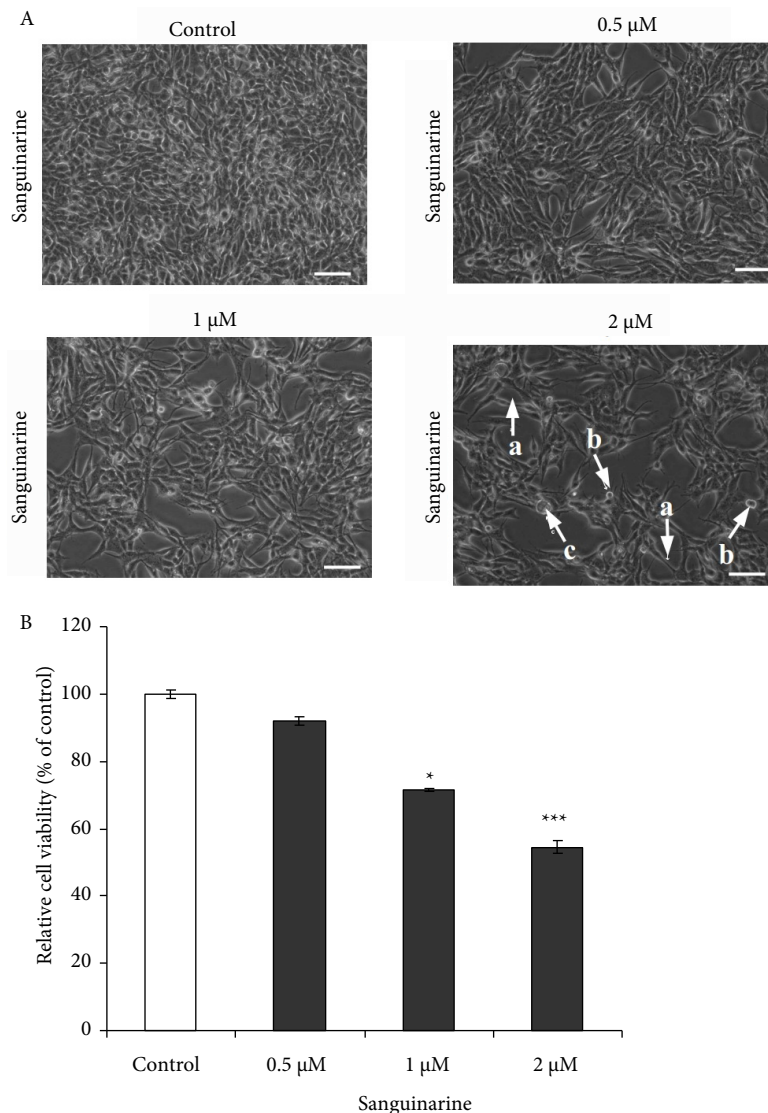 A
Control
0.5 µM
Sanguinarine
Sanguinarine
1 µM
2 µM
Sanguinarine
Sanguinarine
a
b
a
c
b
B
120
100
80
60
40
20
0
Relative cell viability (% of control)
*
***
Control
0.5 µM
1 µM
2 µM
Sanguinarine